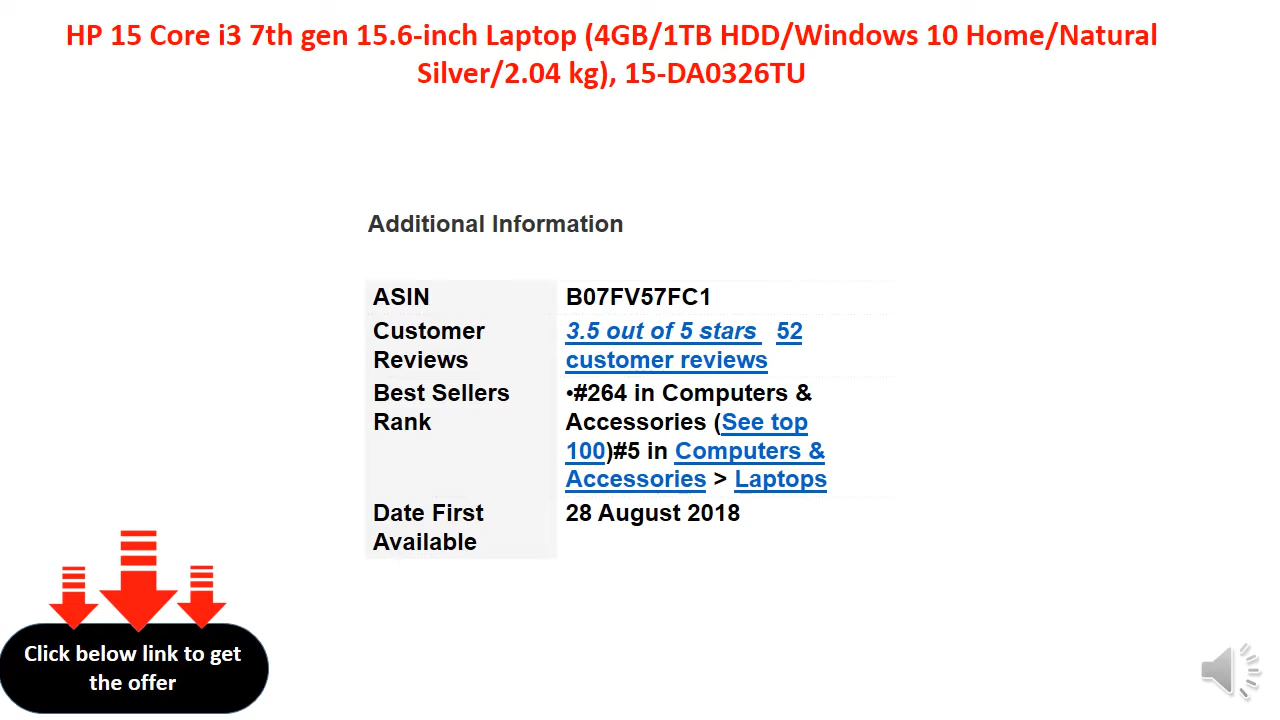 HP 15 Core i3 7th gen 15.6-inch Laptop (4GB/1TB HDD/Windows 10 Home/Natural
Silver/2.04 kg), 15-DA0326TU
Additional Information
ASIN B07FV57FC1
Customer Reviews 3.5 out of 5 stars 52
customer reviews
Best Sellers Rank •#264 in Computers &
Accessories (See top
100)#5 in Computers &
Accessories > Laptops
Date First Available 28 August 2018
Click below link to get
the offer